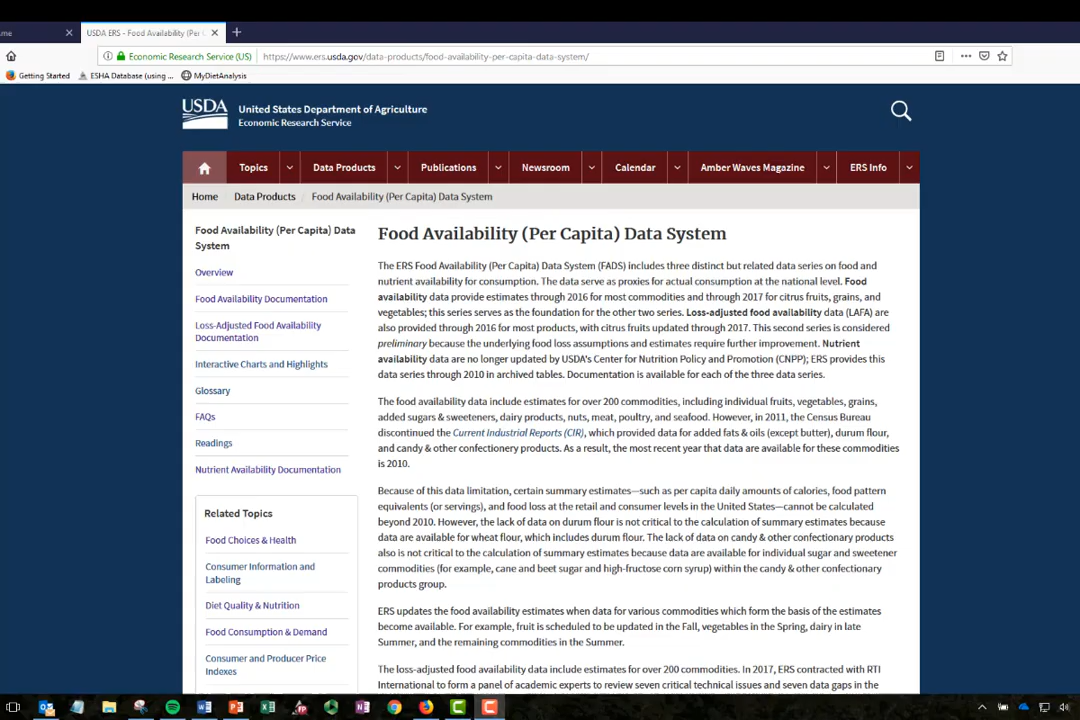 ome
USDA ERS - Food Availability (Per C
Economic Research Service (US)
https://www.ers.usda.gov/data-products/food-availability-per-capita-data-system/
Getting Started
ESHA Database (using ...
MyDietAnalysis
USDA
United States Department of Agriculture
Economic Research Service
Topics
Data Products
Publications
Newsroom
Calendar
Amber Waves Magazine
ERS Info
Home
Data Products
Food Availability (Per Capita) Data System
Food Availability (Per Capita) Data
System
Overview
Food Availability Documentation
Loss-Adjusted Food Availability
Documentation
Interactive Charts and Highlights
Glossary
FAQs
Readings
Nutrient Availability Documentation
Related Topics
Food Choices & Health
Consumer Information and
Labeling
Diet Quality & Nutrition
Food Consumption & Demand
Consumer and Producer Price
Indexes
Food Availability (Per Capita) Data System
The ERS Food Availability (Per Capita) Data System (FADS) includes three distinct but related data series on food and
nutrient availability for consumption. The data serve as proxies for actual consumption at the national level. Food
availability data provide estimates through 2016 for most commodities and through 2017 for citrus fruits, grains, and
vegetables; this series serves as the foundation for the other two series. Loss-adjusted food availability data (LAFA) are
also provided through 2016 for most products, with citrus fruits updated through 2017. This second series is considered
preliminary because the underlying food loss assumptions and estimates require further improvement. Nutrient
availability data are no longer updated by USDA's Center for Nutrition Policy and Promotion (CNPP); ERS provides this
data series through 2010 in archived tables. Documentation is available for each of the three data series.
The food availability data include estimates for over 200 commodities, including individual fruits, vegetables, grains,
added sugars & sweeteners, dairy products, nuts, meat, poultry, and seafood. However, in 2011, the Census Bureau
discontinued the Current Industrial Reports (CIR), which provided data for added fats & oils (except butter), durum flour,
and candy & other confectionery products. As a result, the most recent year that data are available for these commodities
is 2010.
Because of this data limitation, certain summary estimates—such as per capita daily amounts of calories, food pattern
equivalents (or servings), and food loss at the retail and consumer levels in the United States—cannot be calculated
beyond 2010. However, the lack of data on durum flour is not critical to the calculation of summary estimates because
data are available for wheat flour, which includes durum flour. The lack of data on candy & other confectionery products
also is not critical to the calculation of summary estimates because data are available for individual sugar and sweetener
commodities (for example, cane and beet sugar and high-fructose corn syrup) within the candy & other confectionary
products group.
ERS updates the food availability estimates when data for various commodities which form the basis of the estimates
become available. For example, fruit is scheduled to be updated in the Fall, vegetables in the Spring, dairy in late
Summer, and the remaining commodities in the Summer.
The loss-adjusted food availability data include estimates for over 200 commodities. In 2017, ERS contracted with RTI
International to form a panel of academic experts to review seven critical technical issues and seven data gaps in the